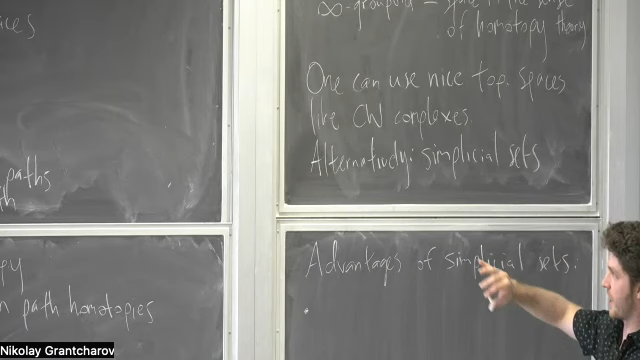 ces
paths
th
py
n path homotopies
∞-groupoid = space in the sense
of homotopy theory
One can use nice top. spaces
like CW complexes.
Alternatively: simplicial sets
Advantages of simplicial sets:
Nikolay Grantcharov